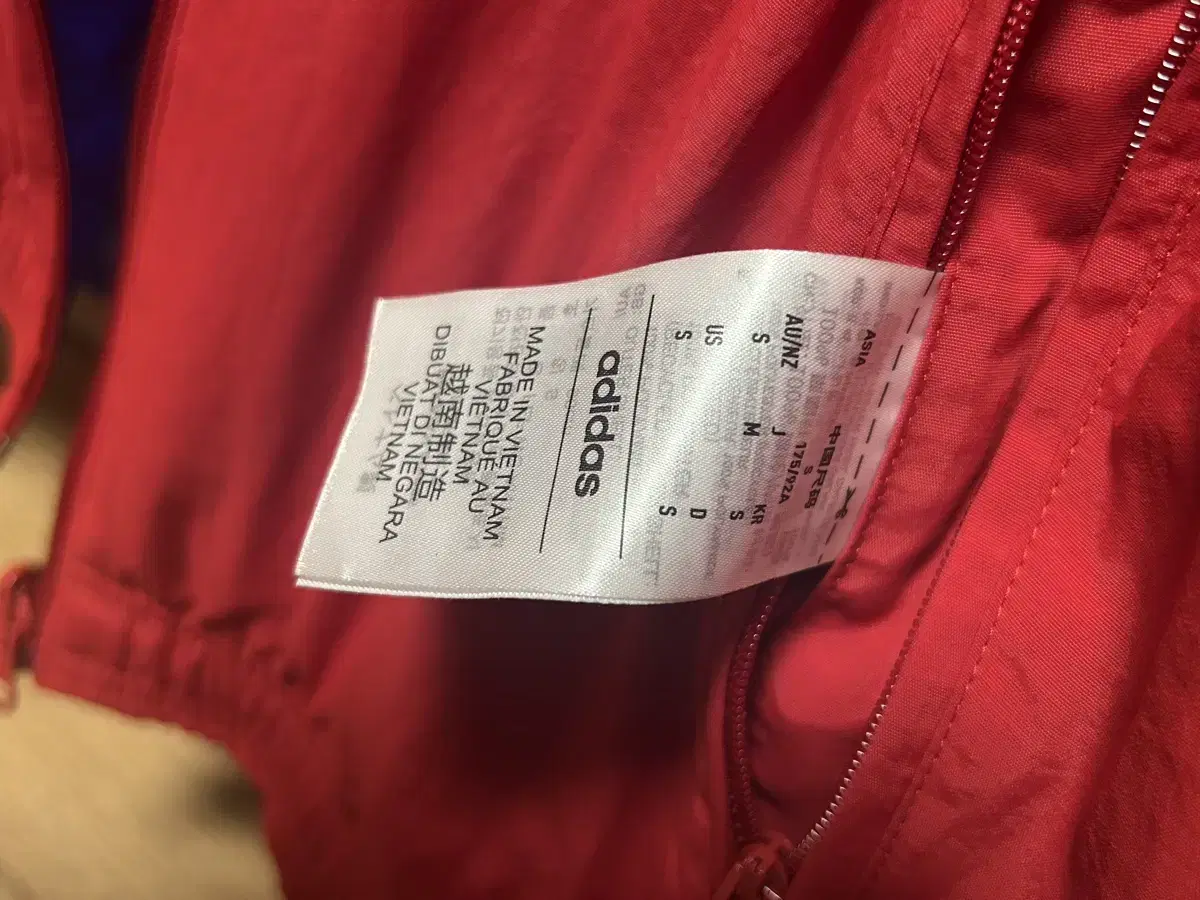 ASIA 中国尺码
S
175/92A
AU/NZ J KR
S M S
US D
S S
adidas
MADE IN VIETNAM
FABRIQUÉ AU
VIÊTNAM
越南制造
DIBUAT DI NEGARA
VIETNAM